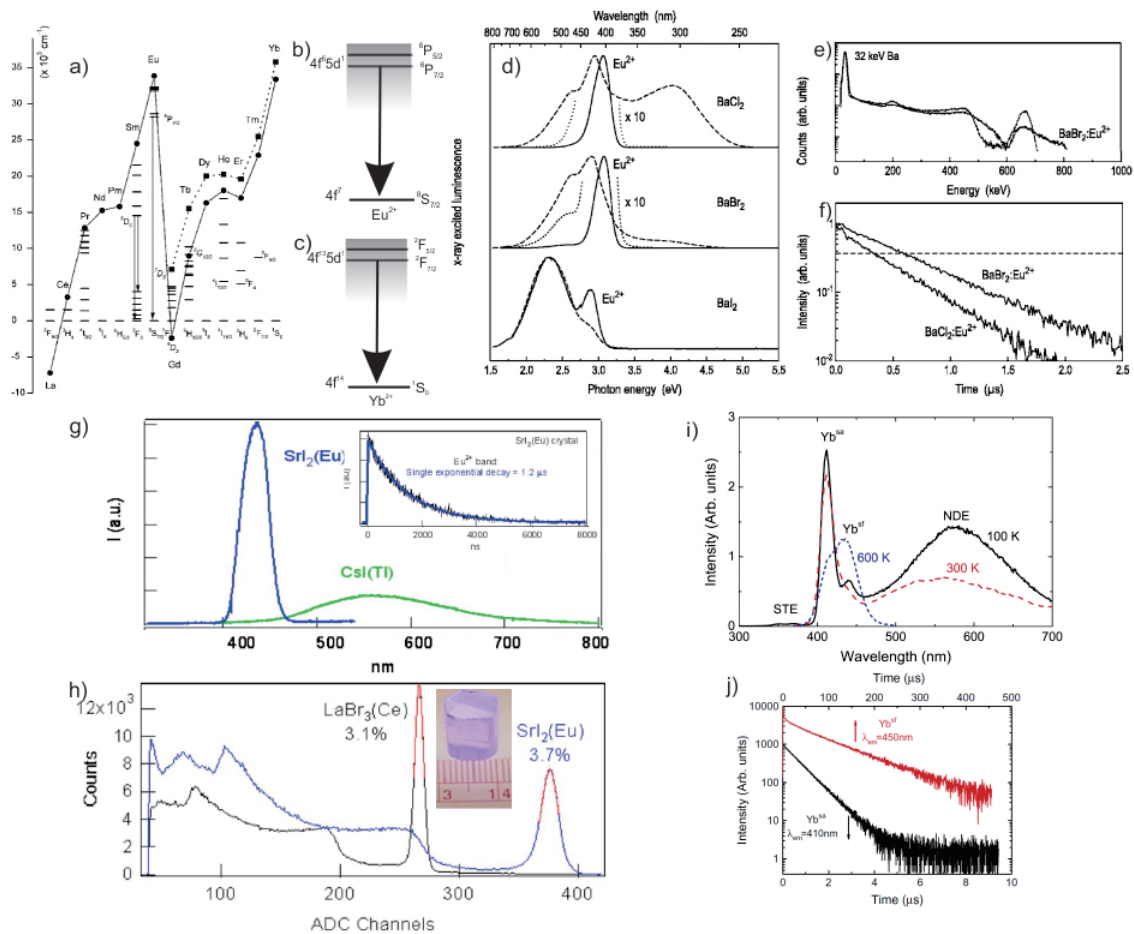 a)
(x 10³ cm⁻¹)
35
30
25
20
15
10
5
0
-5
-10
La
Ce
Pr
Nd
Pm
Sm
Eu
Gd
Tb
Dy
Ho
Er
Tm
Yb
b)
4f⁶5d¹
⁶P₅/₂
⁶P₇/₂
4f⁷
⁸S₇/₂
Eu²⁺
c)
4f¹³5d¹
²F₅/₂
²F₇/₂
4f¹⁴
¹S₀
Yb²⁺
d)
Wavelength (nm)
800 700 600 500 450 400 350 300 250
x-ray excited luminescence
Eu²⁺
BaCl₂
x 10
Eu²⁺
BaBr₂
x 10
Eu²⁺
BaI₂
1.5 2.0 2.5 3.0 3.5 4.0 4.5 5.0 5.5
Photon energy (eV)
e)
Counts (arb. units)
32 keV Ba
BaBr₂:Eu²⁺
0 200 400 600 800 1000
Energy (keV)
f)
Intensity (arb. units)
10⁻¹
10⁻²
BaBr₂:Eu²⁺
BaCl₂:Eu²⁺
0.0 0.5 1.0 1.5 2.0 2.5
Time (μs)
g)
I (a.u.)
SrI₂(Eu)
CsI(Tl)
SrI₂(Eu) crystal
Eu²⁺ band:
Single exponential decay = 1.2 μs
0 2000 4000 6000 8000
ns
400 500 600 700 800
nm
h)
Counts
12x10³
10
8
6
4
2
0
LaBr₃(Ce)
3.1%
SrI₂(Eu)
3.7%
3 1 4
100 200 300 400
ADC Channels
i)
Intensity (Arb. units)
3
2
1
0
Ybˢᵃ
Ybˢᶠ
NDE
STE
100 K
300 K
600 K
300 400 500 600 700
Wavelength (nm)
j)
Time (μs)
0 100 200 300 400 500
Intensity (Arb. units)
10000
1000
100
10
1
Ybˢᶠ
λₑₘ=450nm
Ybˢᵃ
λₑₘ=410nm
0 2 4 6 8 10
Time (μs)